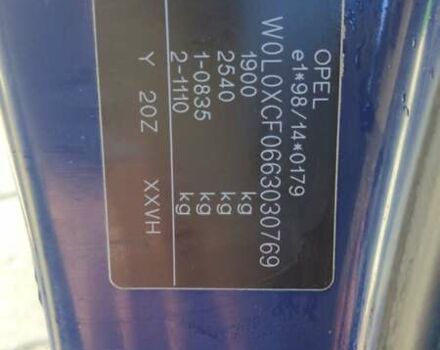 OPEL
e1*98/14*0179
W0L0XCF0663030769
1900 kg
2540 kg
1-0835 kg
2-1110 kg
Y 20Z XXVH